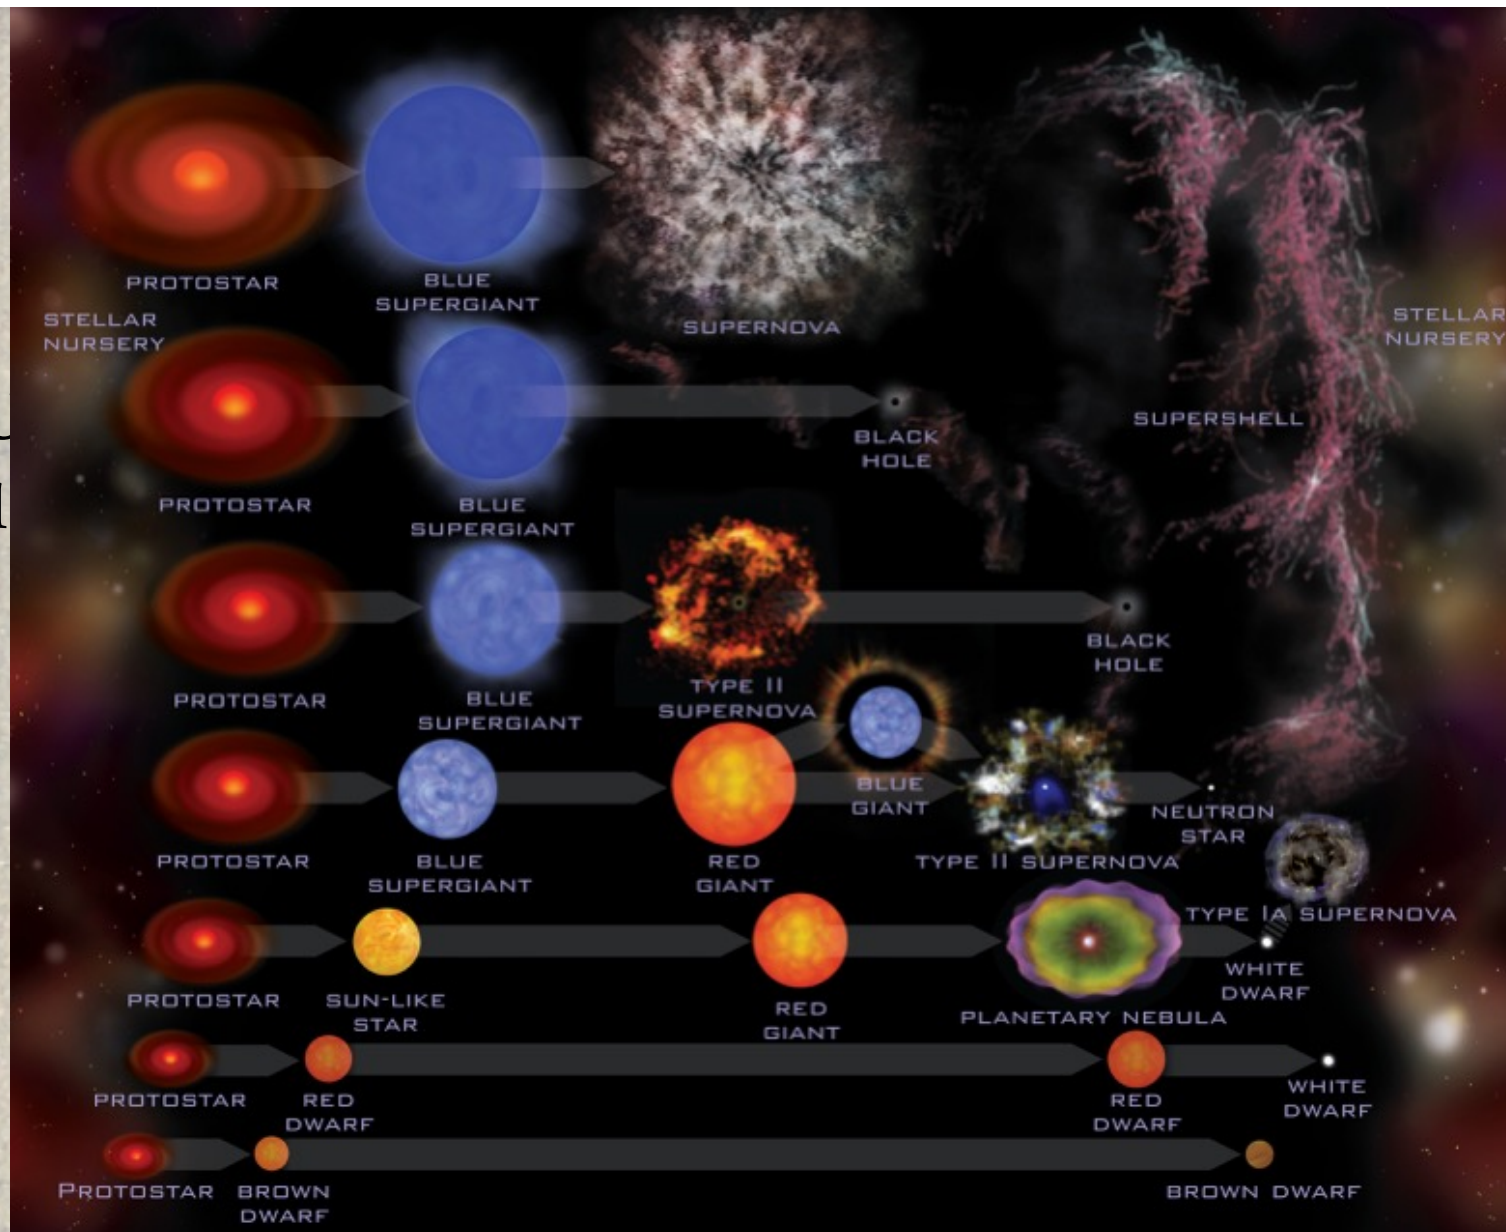 PROTOSTAR
BLUE
SUPERGIANT
SUPERNOVA
STELLAR
NURSERY
STELLAR
NURSERY
PROTOSTAR
BLUE
SUPERGIANT
BLACK
HOLE
SUPERSHELL
PROTOSTAR
BLUE
SUPERGIANT
TYPE II
SUPERNOVA
BLACK
HOLE
PROTOSTAR
BLUE
SUPERGIANT
RED
GIANT
BLUE
GIANT
TYPE II SUPERNOVA
NEUTRON
STAR
PROTOSTAR
SUN-LIKE
STAR
RED
GIANT
PLANETARY NEBULA
WHITE
DWARF
TYPE IA SUPERNOVA
PROTOSTAR
RED
DWARF
RED
DWARF
WHITE
DWARF
PROTOSTAR
BROWN
DWARF
BROWN DWARF